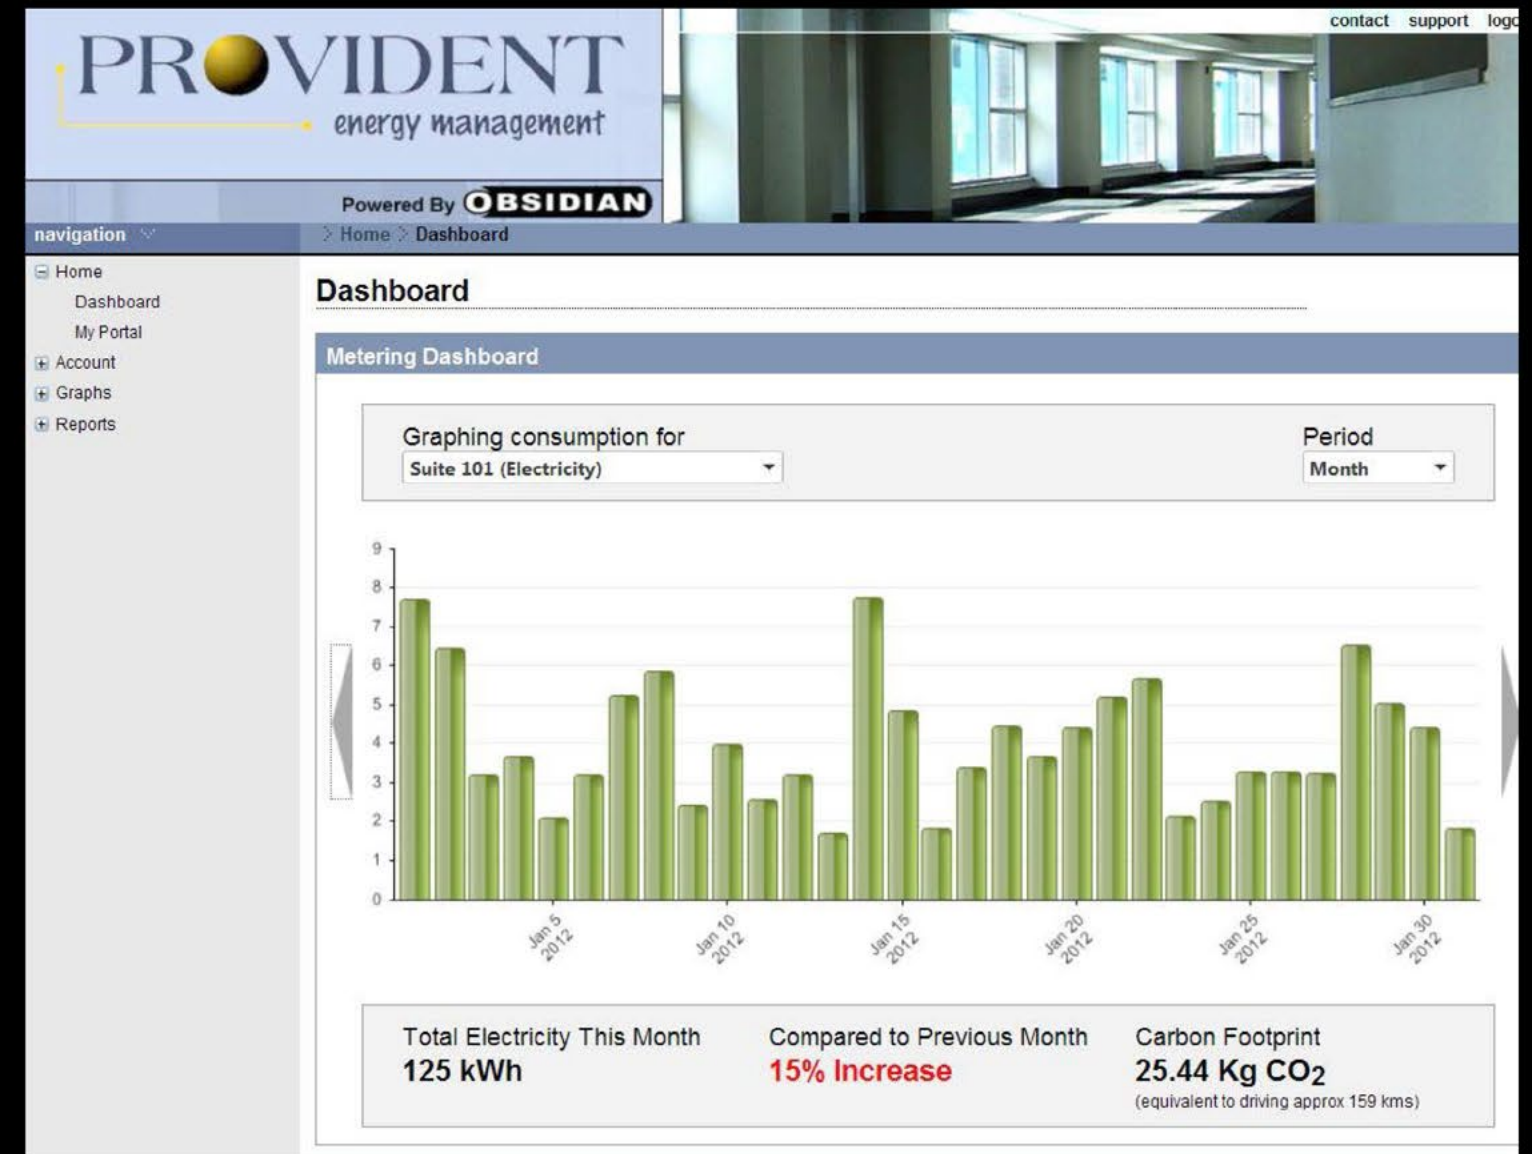 contact support logo
PROVIDENT
energy management
Powered By OBSIDIAN
navigation
Home Dashboard
Home
Dashboard
My Portal
Account
Graphs
Reports
Dashboard
Metering Dashboard
Graphing consumption for
Suite 101 (Electricity)
Period
Month
9
8
7
6
5
4
3
2
1
0
Jan 5
2012
Jan 10
2012
Jan 15
2012
Jan 20
2012
Jan 25
2012
Jan 30
2012
Total Electricity This Month
125 kWh
Compared to Previous Month
15% Increase
Carbon Footprint
25.44 Kg CO2
(equivalent to driving approx 159 kms)